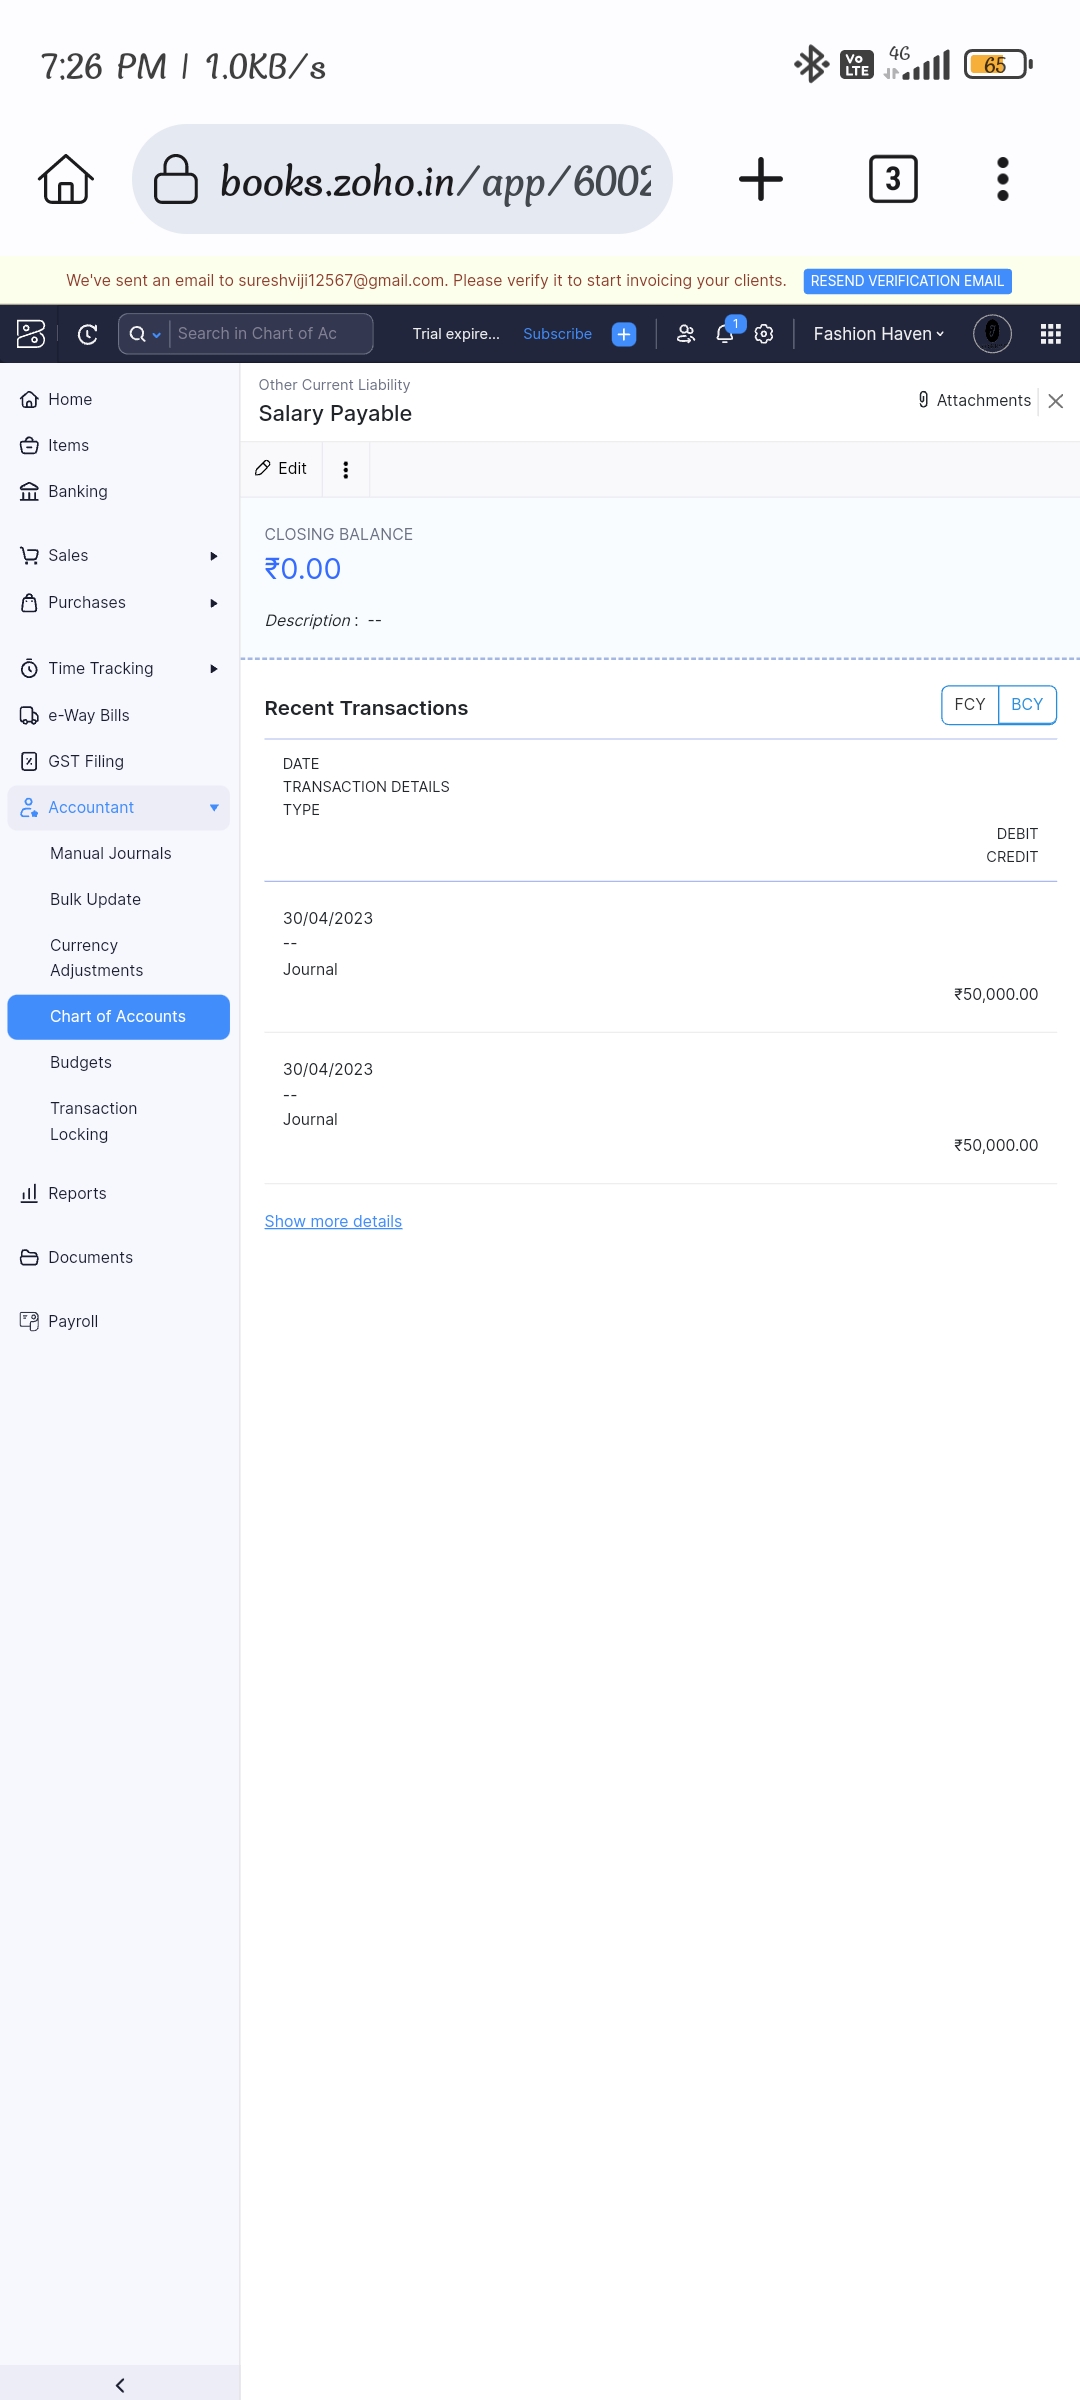 7:26 PM | 1.0KB/s
Vo LTE 4G 65
books.zoho.in/app/6002
3
We've sent an email to sureshviji12567@gmail.com. Please verify it to start invoicing your clients. RESEND VERIFICATION EMAIL
Search in Chart of Ac Trial expire... Subscribe 1 Fashion Haven
Home
Items
Banking
Sales
Purchases
Time Tracking
e-Way Bills
GST Filing
Accountant
Manual Journals
Bulk Update
Currency
Adjustments
Chart of Accounts
Budgets
Transaction
Locking
Reports
Documents
Payroll
Other Current Liability
Salary Payable
Attachments
Edit
CLOSING BALANCE
₹0.00
Description : --
Recent Transactions
FCY BCY
DATE
TRANSACTION DETAILS
TYPE
DEBIT
CREDIT
30/04/2023
--
Journal
₹50,000.00
30/04/2023
--
Journal
₹50,000.00
Show more details